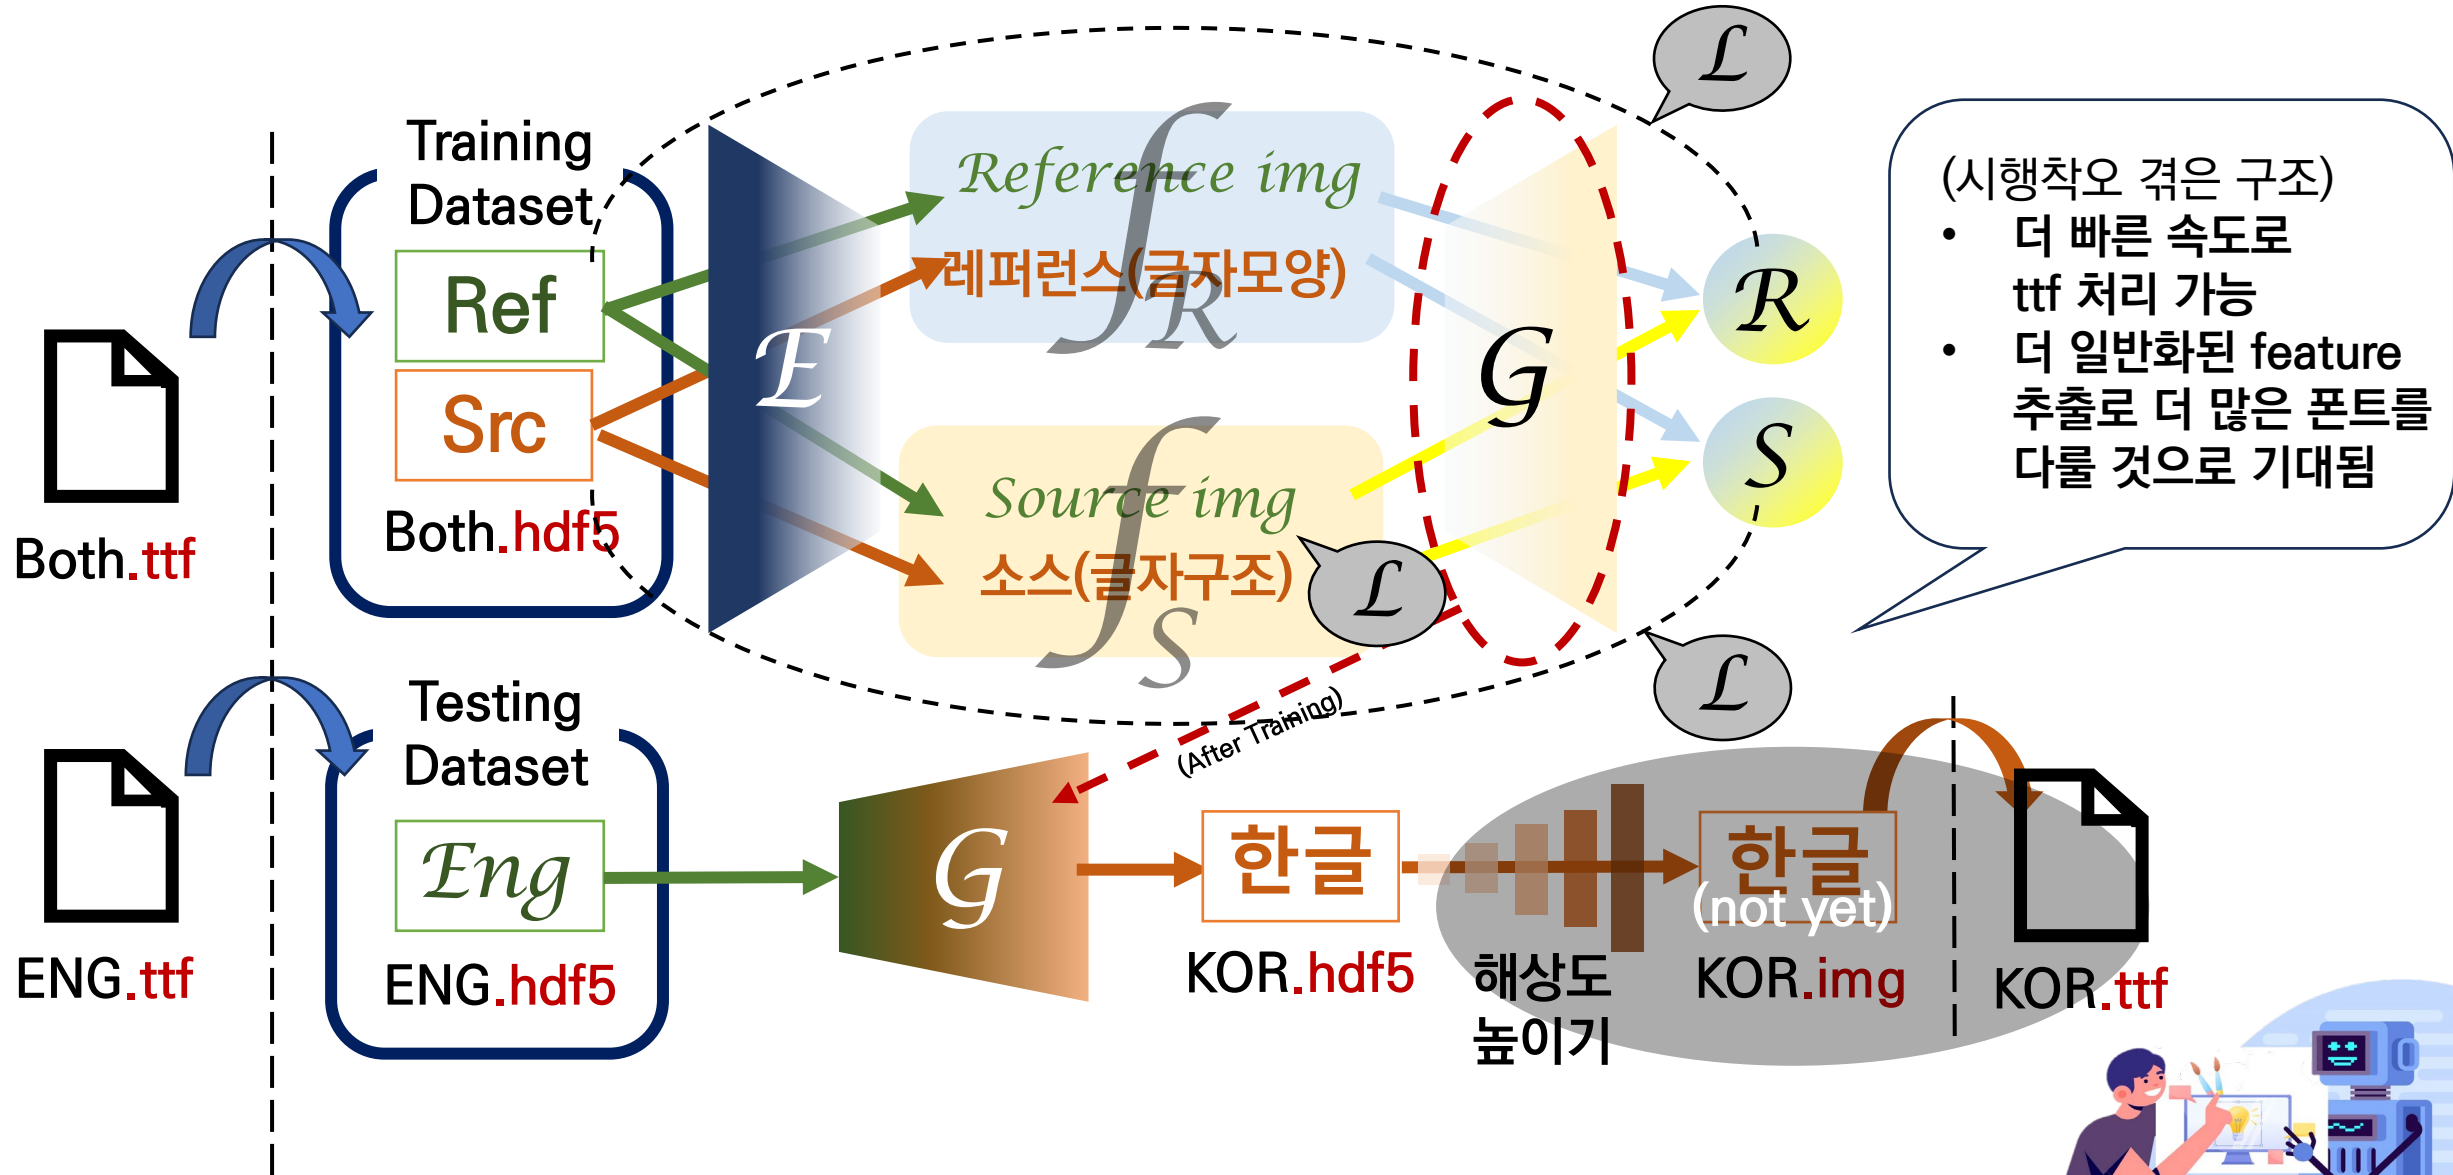 Training
Dataset
Ref
Src
Both.hdf5
Both.ttf
E
Reference img
레퍼런스(글자모양)
f
R
Source img
소스(글자구조)
f
S
G
ℒ
ℒ
ℒ
R
S
(시행착오 겪은 구조)
• 더 빠른 속도로
ttf 처리 가능
• 더 일반화된 feature
추출로 더 많은 폰트를
다룰 것으로 기대됨
(After Training)
Testing
Dataset
Eng
ENG.hdf5
ENG.ttf
G
한글
KOR.hdf5
해상도
높이기
한글
(not yet)
KOR.img
KOR.ttf